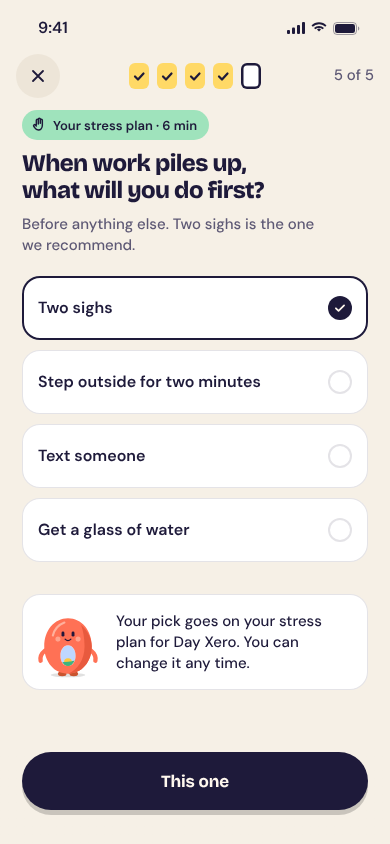 9:41
5 of 5
Your stress plan · 6 min
When work piles up,
what will you do first?
Before anything else. Two sighs is the one
we recommend.
Two sighs
Step outside for two minutes
Text someone
Get a glass of water
Your pick goes on your stress
plan for Day Xero. You can
change it any time.
This one